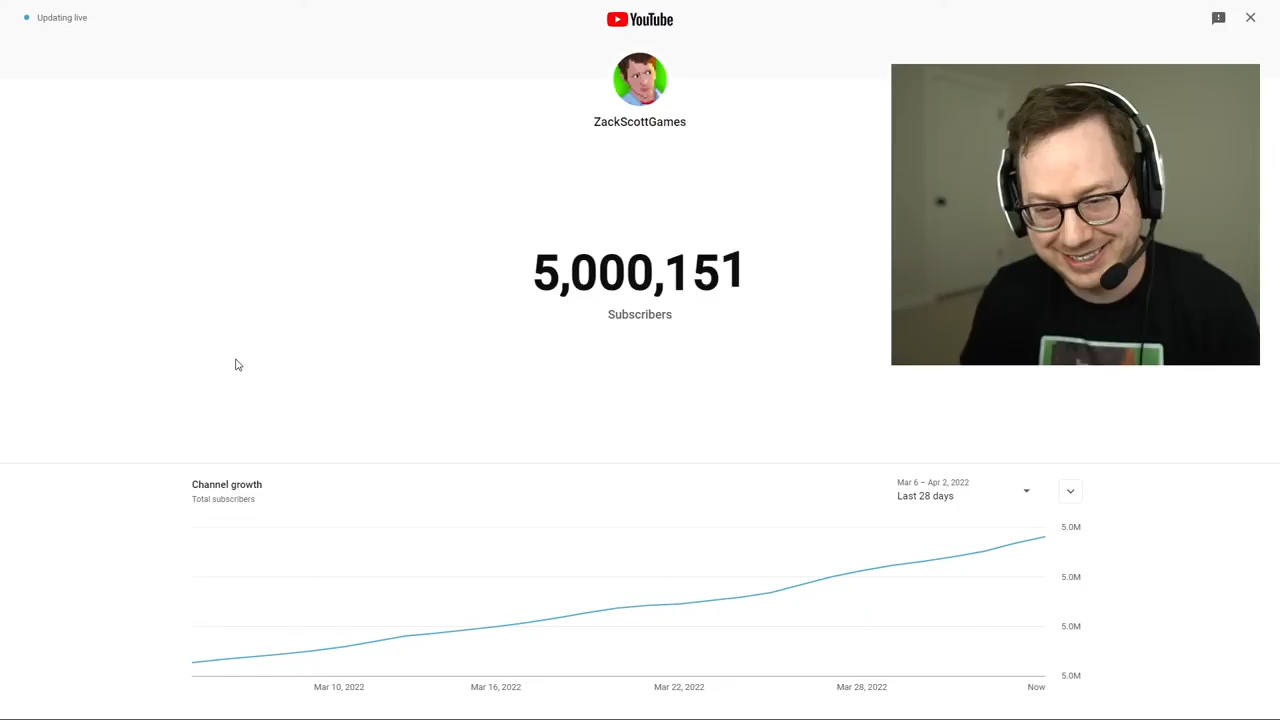 Updating live
YouTube
ZackScottGames
5,000,151
Subscribers
Channel growth
Total subscribers
Mar 6 – Apr 2, 2022
Last 28 days
5.0M
5.0M
5.0M
5.0M
Mar 10, 2022
Mar 16, 2022
Mar 22, 2022
Mar 28, 2022
Now